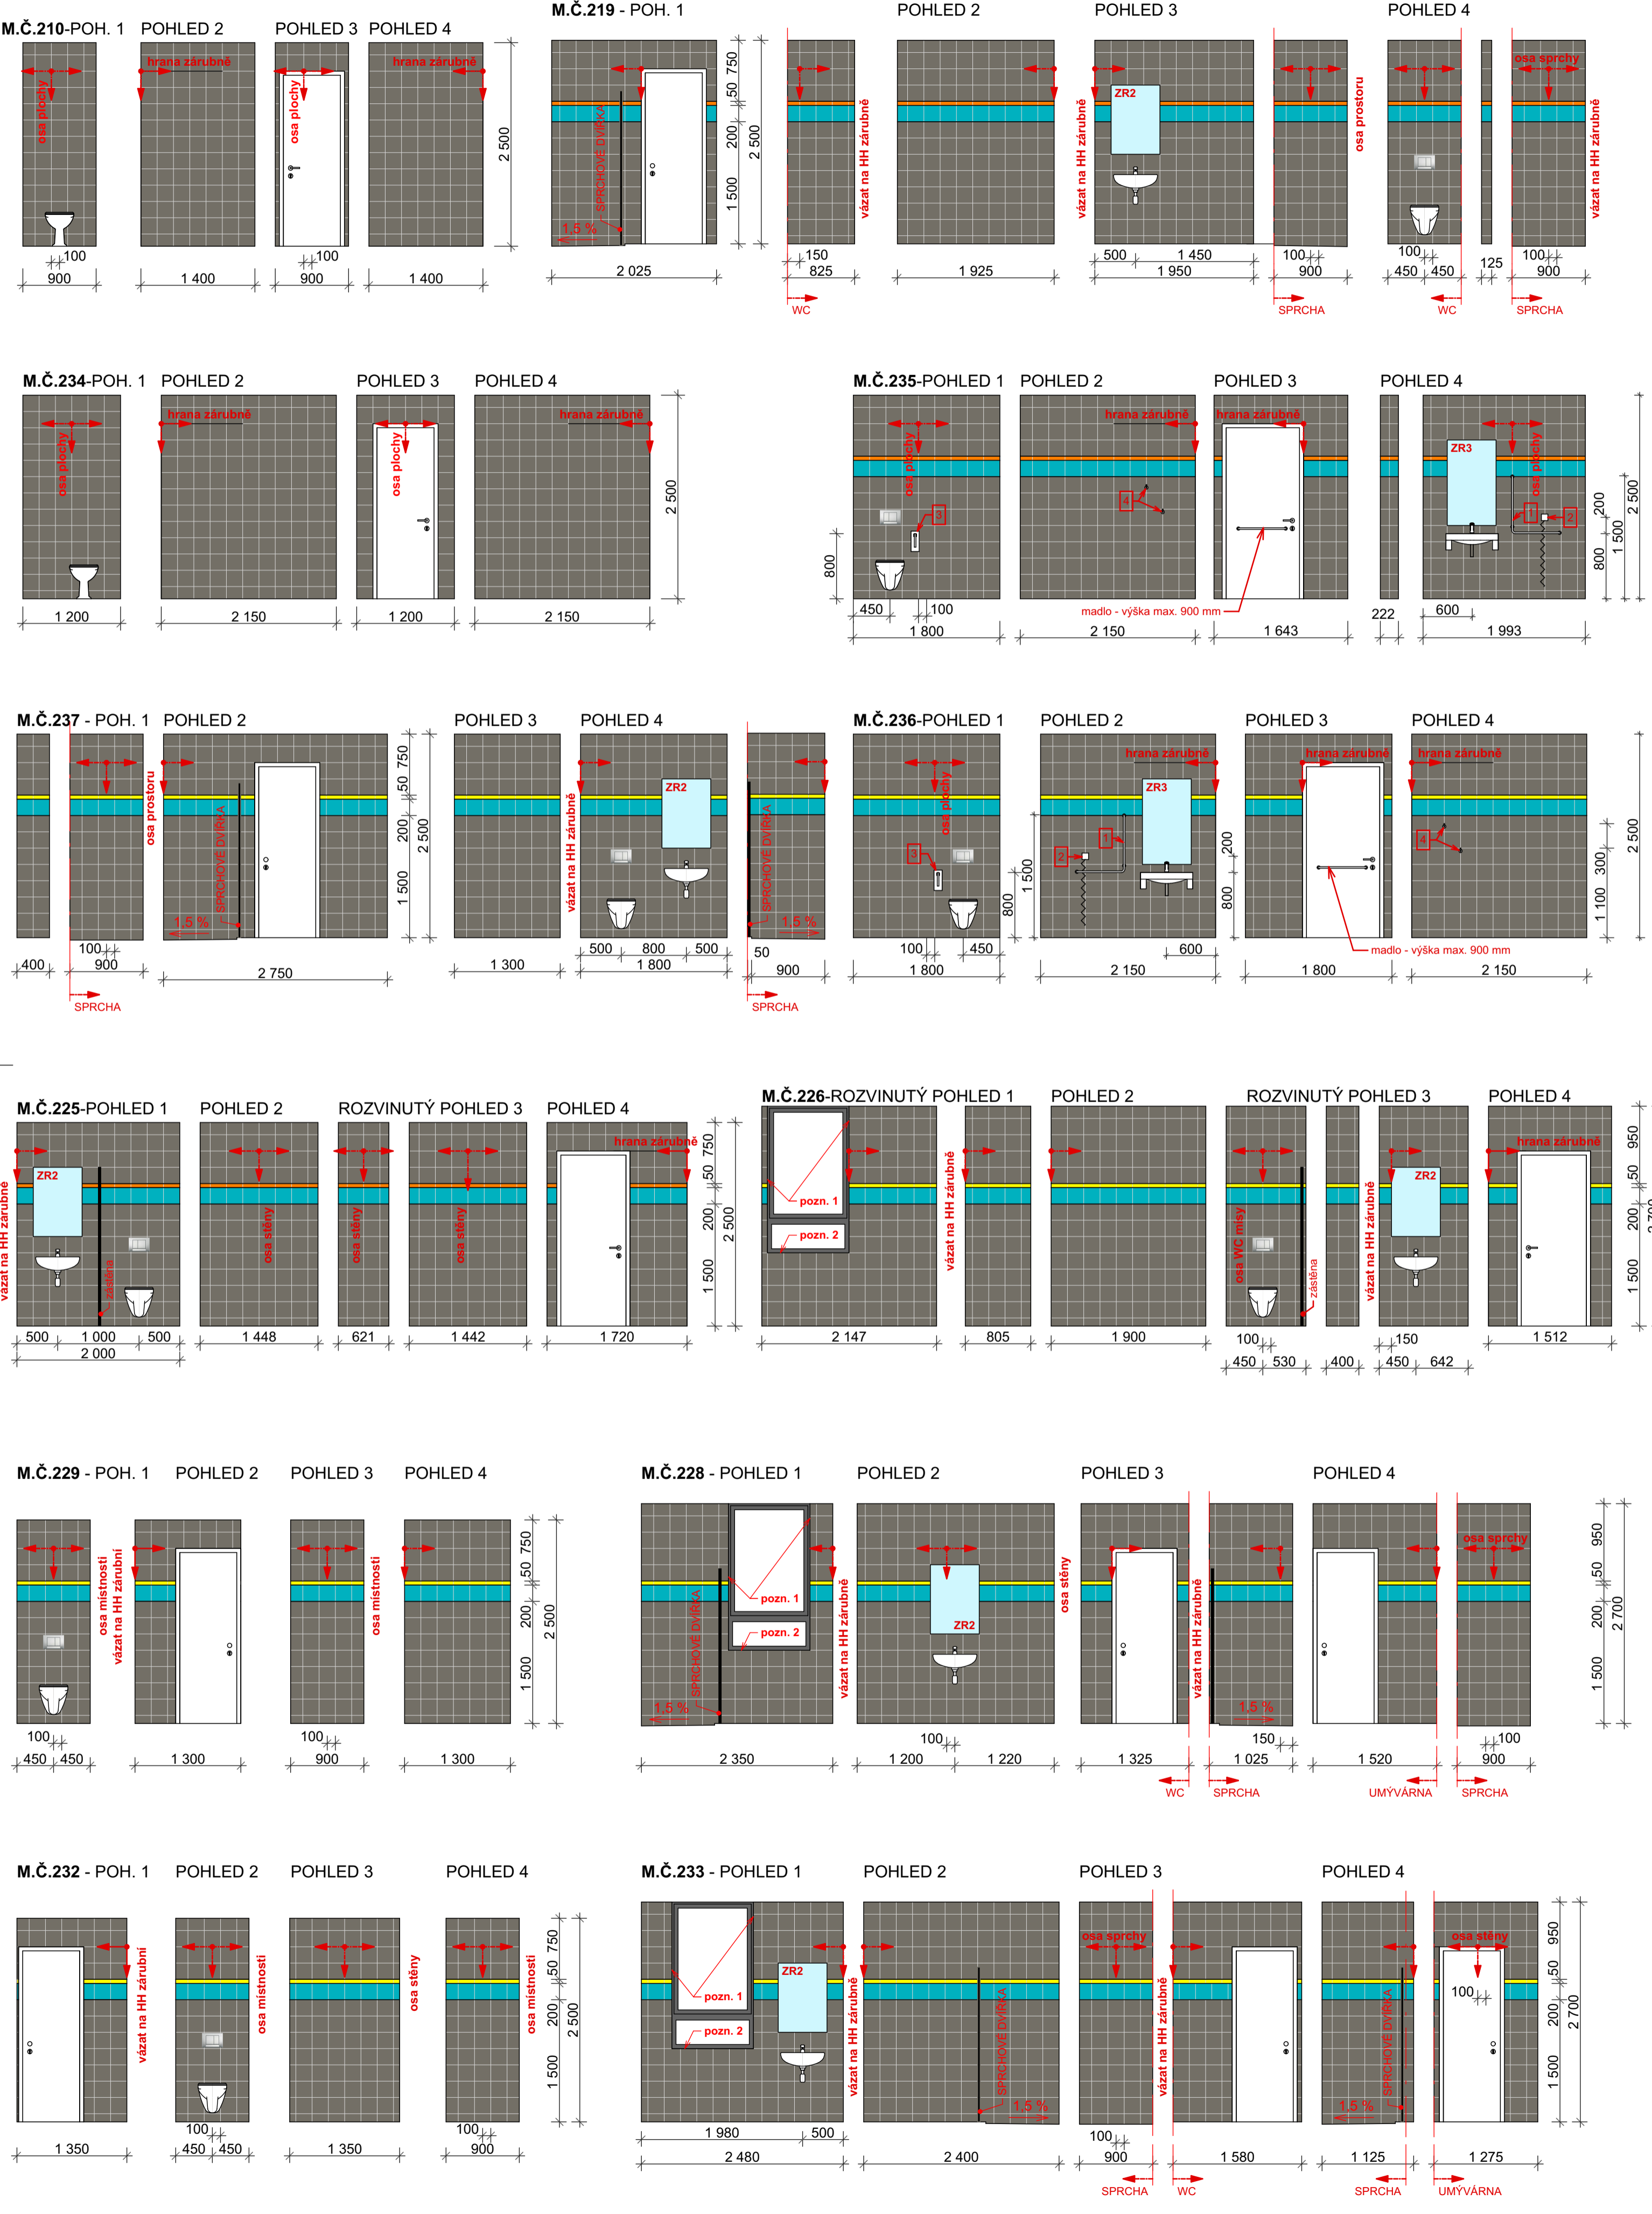 M.Č.210-POH. 1 POHLED 2 POHLED 3 POHLED 4
osa plochy
hrana zárubně
osa plochy
hrana zárubně
2 500
100
900
1 400
100
900
1 400
M.Č.219 - POH. 1 POHLED 2 POHLED 3 POHLED 4
SPRCHOVÉ DVÍŘKA
1,5 %
750
50
200
1 500
2 500
vázat na HH zárubně
vázat na HH zárubně
ZR2
osa prostoru
osa sprchy
vázat na HH zárubně
2 025
150
825
WC
1 925
500
1 450
1 950
100
900
SPRCHA
100
450
450
WC
125
100
900
SPRCHA
M.Č.234-POH. 1 POHLED 2 POHLED 3 POHLED 4
osa plochy
hrana zárubně
osa plochy
hrana zárubně
2 500
1 200
2 150
1 200
2 150
M.Č.235-POHLED 1 POHLED 2 POHLED 3 POHLED 4
osa plochy
3
800
hrana zárubně
4
hrana zárubně
madlo - výška max. 900 mm
ZR3
osa plochy
1
2
200
800
1 500
2 500
450
100
1 800
2 150
1 643
222
600
1 993
M.Č.237 - POH. 1 POHLED 2 POHLED 3 POHLED 4
osa prostoru
SPRCHOVÉ DVÍŘKA
1,5 %
750
50
200
1 500
2 500
vázat na HH zárubně
ZR2
SPRCHOVÉ DVÍŘKA
1,5 %
400
100
900
SPRCHA
2 750
1 300
500
800
500
1 800
50
900
SPRCHA
M.Č.236-POHLED 1 POHLED 2 POHLED 3 POHLED 4
osa plochy
3
800
1 500
hrana zárubně
ZR3
1
2
200
800
hrana zárubně
madlo - výška max. 900 mm
hrana zárubně
4
300
1 100
2 500
100
450
1 800
600
2 150
1 800
2 150
M.Č.225-POHLED 1 POHLED 2 ROZVINUTÝ POHLED 3 POHLED 4
vázat na HH zárubně
ZR2
zástěna
osa stěny
osa stěny
osa stěny
hrana zárubně
750
50
200
1 500
2 500
500
1 000
500
2 000
1 448
621
1 442
1 720
M.Č.226-ROZVINUTÝ POHLED 1 POHLED 2 ROZVINUTÝ POHLED 3 POHLED 4
pozn. 1
pozn. 2
vázat na HH zárubně
osa WC mísy
zástěna
vázat na HH zárubně
ZR2
hrana zárubně
950
50
200
1 500
2 147
805
1 900
100
450
530
400
150
450
642
1 512
M.Č.229 - POH. 1 POHLED 2 POHLED 3 POHLED 4
osa místnosti
vázat na HH zárubní
osa místnosti
750
50
200
1 500
2 500
100
450
450
1 300
100
900
1 300
M.Č.228 - POHLED 1 POHLED 2 POHLED 3 POHLED 4
SPRCHOVÉ DVÍŘKA
1,5 %
pozn. 1
pozn. 2
vázat na HH zárubně
ZR2
osa stěny
vázat na HH zárubně
1,5 %
osa sprchy
950
50
200
1 500
2 700
2 350
100
1 200
1 220
1 325
WC
150
1 025
SPRCHA
1 520
UMÝVÁRNA
100
900
SPRCHA
M.Č.232 - POH. 1 POHLED 2 POHLED 3 POHLED 4
vázat na HH zárubní
osa místnosti
osa stěny
osa místnosti
750
50
200
1 500
2 500
1 350
100
450
450
1 350
100
900
M.Č.233 - POHLED 1 POHLED 2 POHLED 3 POHLED 4
pozn. 1
pozn. 2
ZR2
vázat na HH zárubně
SPRCHOVÉ DVÍŘKA
1,5 %
osa sprchy
vázat na HH zárubně
SPRCHOVÉ DVÍŘKA
1,5 %
osa stěny
100
950
50
200
1 500
2 700
1 980
500
2 480
2 400
100
900
SPRCHA
WC
1 580
1 125
SPRCHA
UMÝVÁRNA
1 275